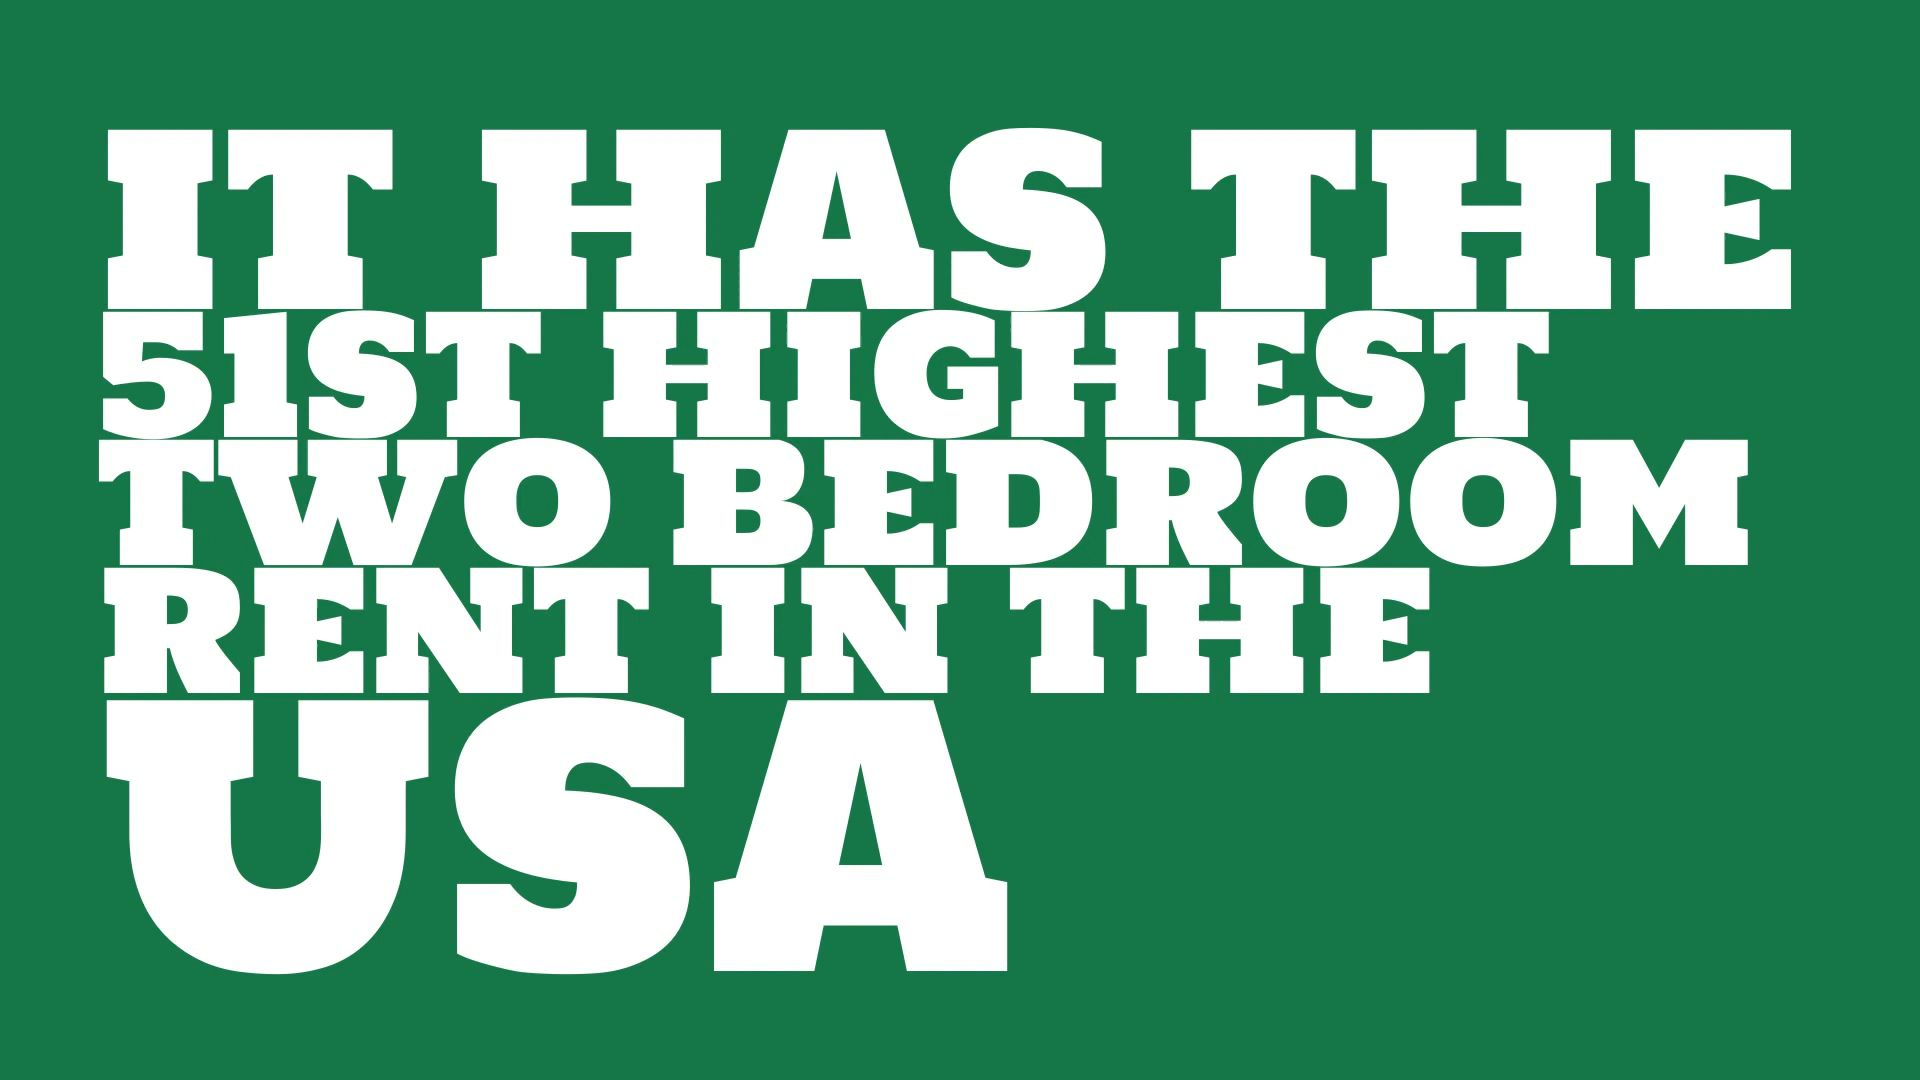 IT HAS THE
51ST HIGHEST
TWO BEDROOM
RENT IN THE
USA